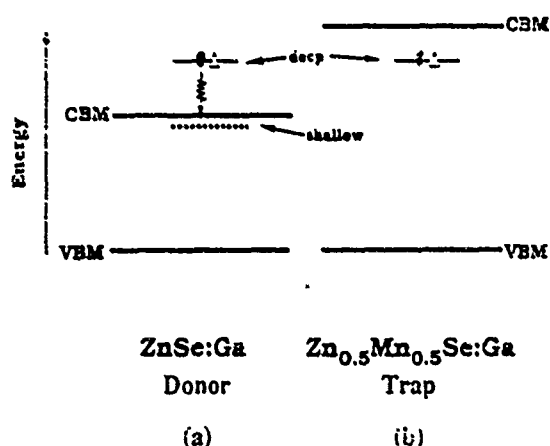 CBM
deep
CBM
shallow
Energy
VBM
VBM
ZnSe:Ga
Zn0.5Mn0.5Se:Ga
Donor
Trap
(a)
(b)